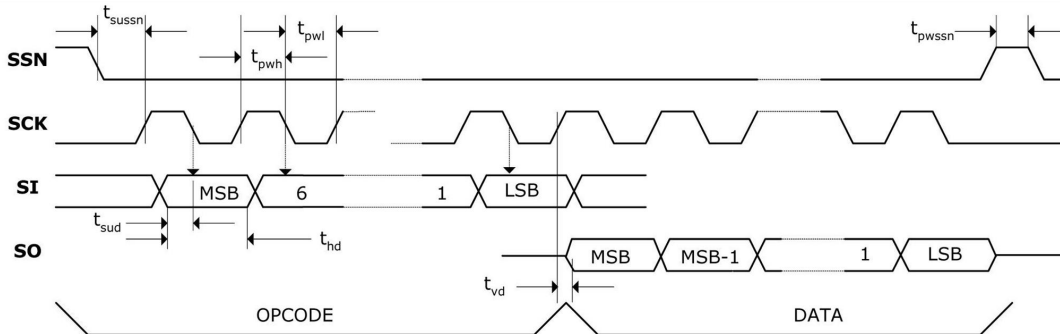 t_sussn t_pwl t_pwssn
SSN t_pwh
SCK
SI MSB 6 1 LSB
t_sud t_hd
SO MSB MSB-1 1 LSB
t_vd
OPCODE DATA